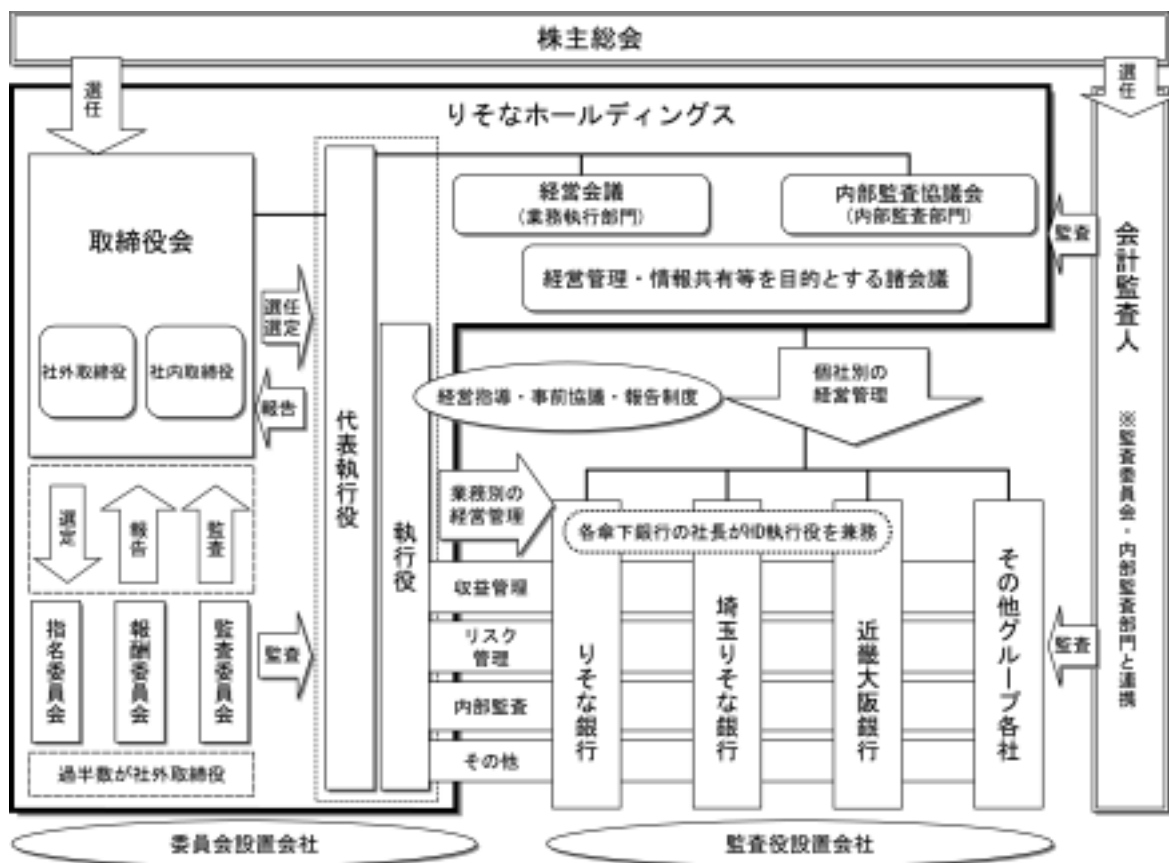 株主総会
選任
選任
りそなホールディングス
取締役会
社外取締役
社内取締役
選任
選定
報告
選定
報告
監査
指名委員会
報酬委員会
監査委員会
監査
過半数が社外取締役
代表執行役
執行役
経営会議
(業務執行部門)
内部監査協議会
(内部監査部門)
経営管理・情報共有等を目的とする諸会議
監査
会計監査人
※監査委員会・内部監査部門と連携
経営指導・事前協議・報告制度
個社別の
経営管理
業務別の
経営管理
各傘下銀行の社長がHD執行役を兼務
収益管理
リスク
管理
内部監査
その他
りそな銀行
埼玉りそな銀行
近畿大阪銀行
その他グループ各社
監査
委員会設置会社
監査役設置会社